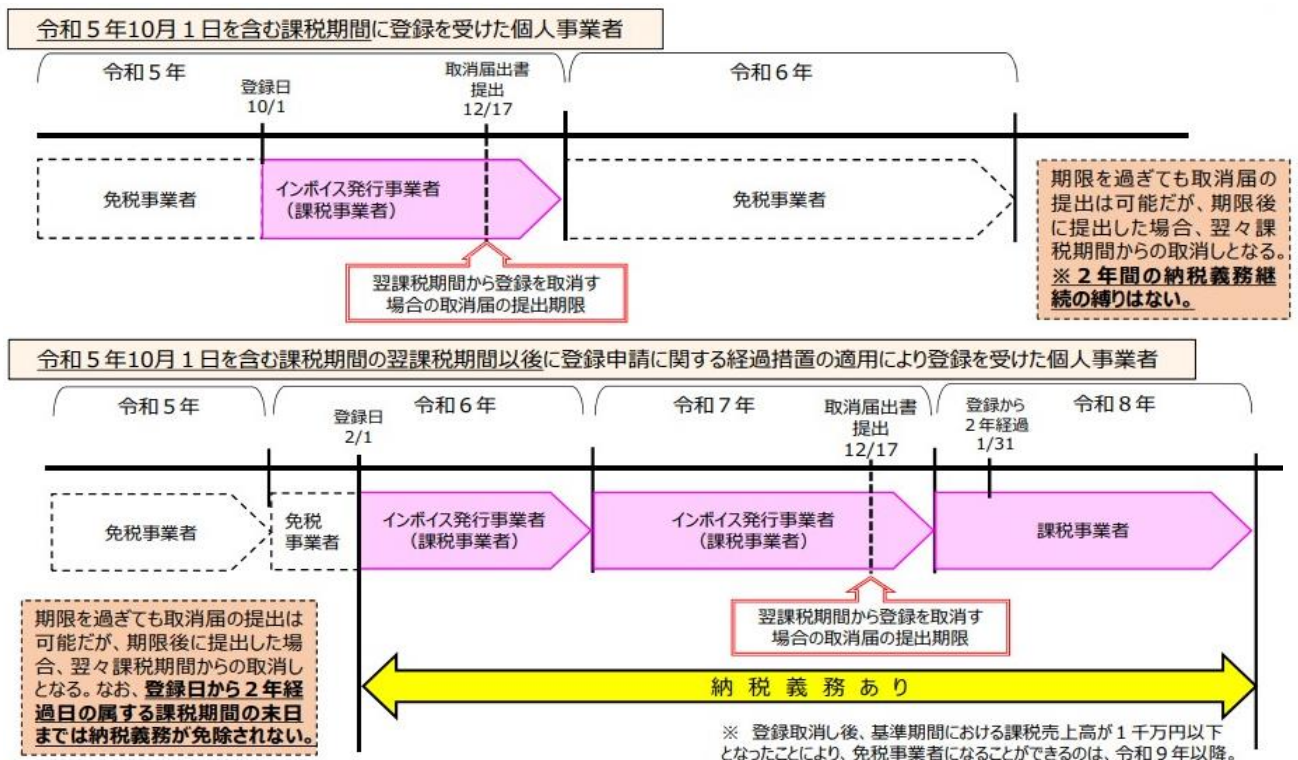 令和５年10月１日を含む課税期間に登録を受けた個人事業者
令和５年
取消届出書
提出
12/17
令和６年
登録日
10/1
免税事業者
インボイス発行事業者
（課税事業者）
免税事業者
期限を過ぎても取消届の
提出は可能だが、期限後
に提出した場合、翌々課
税期間からの取消しとなる。
※２年間の納税義務継
続の縛りはない。
翌課税期間から登録を取消す
場合の取消届の提出期限
令和５年10月１日を含む課税期間の翌課税期間以後に登録申請に関する経過措置の適用により登録を受けた個人事業者
令和５年
登録日
2/1
令和６年
令和７年
取消届出書
提出
12/17
登録から
２年経過
1/31
令和８年
免税事業者
免税
事業者
インボイス発行事業者
（課税事業者）
インボイス発行事業者
（課税事業者）
課税事業者
期限を過ぎても取消届の提出は
可能だが、期限後に提出した場
合、翌々課税期間からの取消し
となる。なお、登録日から２年経
過日の属する課税期間の末日
までは納税義務が免除されない。
翌課税期間から登録を取消す
場合の取消届の提出期限
納税義務あり
※ 登録取消し後、基準期間における課税売上高が１千万円以下
となったことにより、免税事業者になることができるのは、令和９年以降。